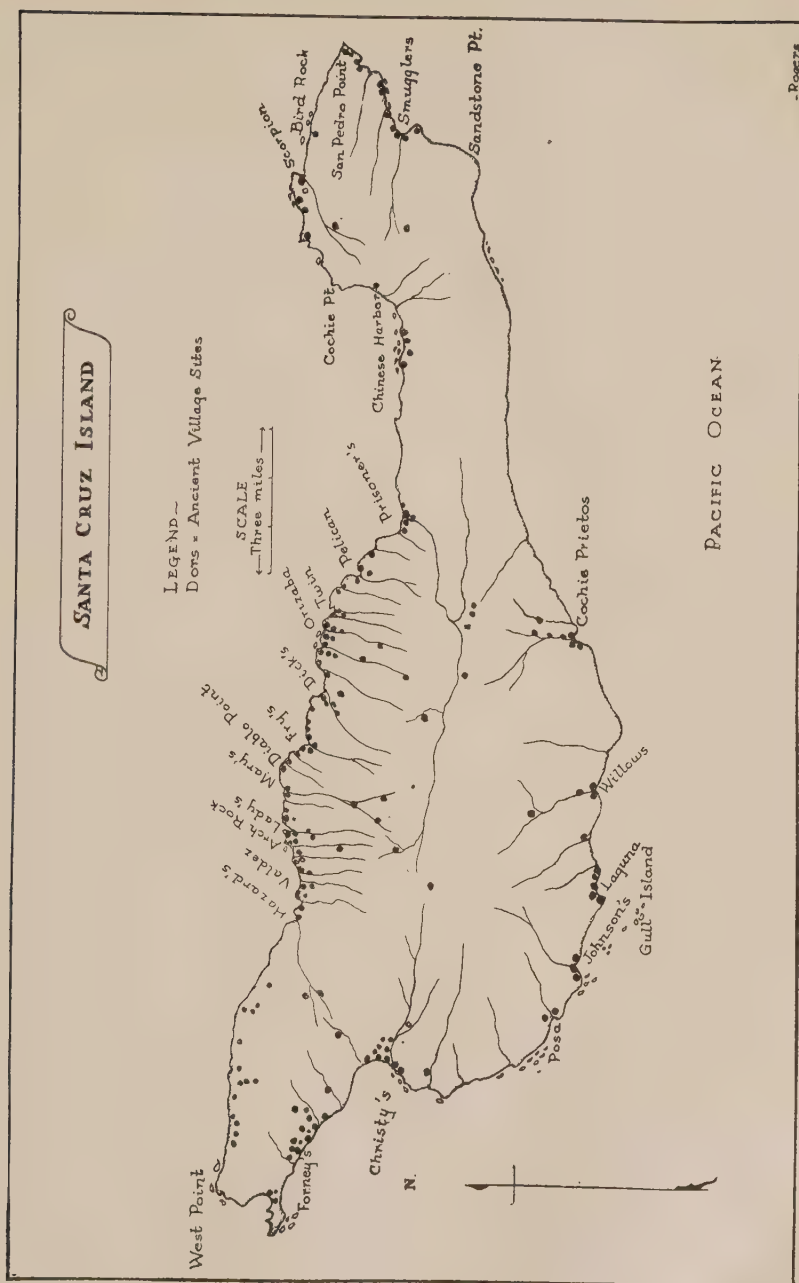 SANTA CRUZ ISLAND
LEGEND~
Dots = Ancient Village Sites
SCALE
Three miles
West Point
Forney's
Christy's
N.
Hazard's
Valdez
Arch Rock
Lady's
Mary's
Diablo Point
Fry's
Dick's
Orizaba
Twin
Pelican
Prisoner's
Chinese Harbor
Cochie Pt.
Scorpion
Bird Rock
San Pedro Point
Smugglers
Sandstone Pt.
Posa
Johnson's
Gull Island
Laguna
Willows
Cochie Prietos
PACIFIC OCEAN
-Rogers